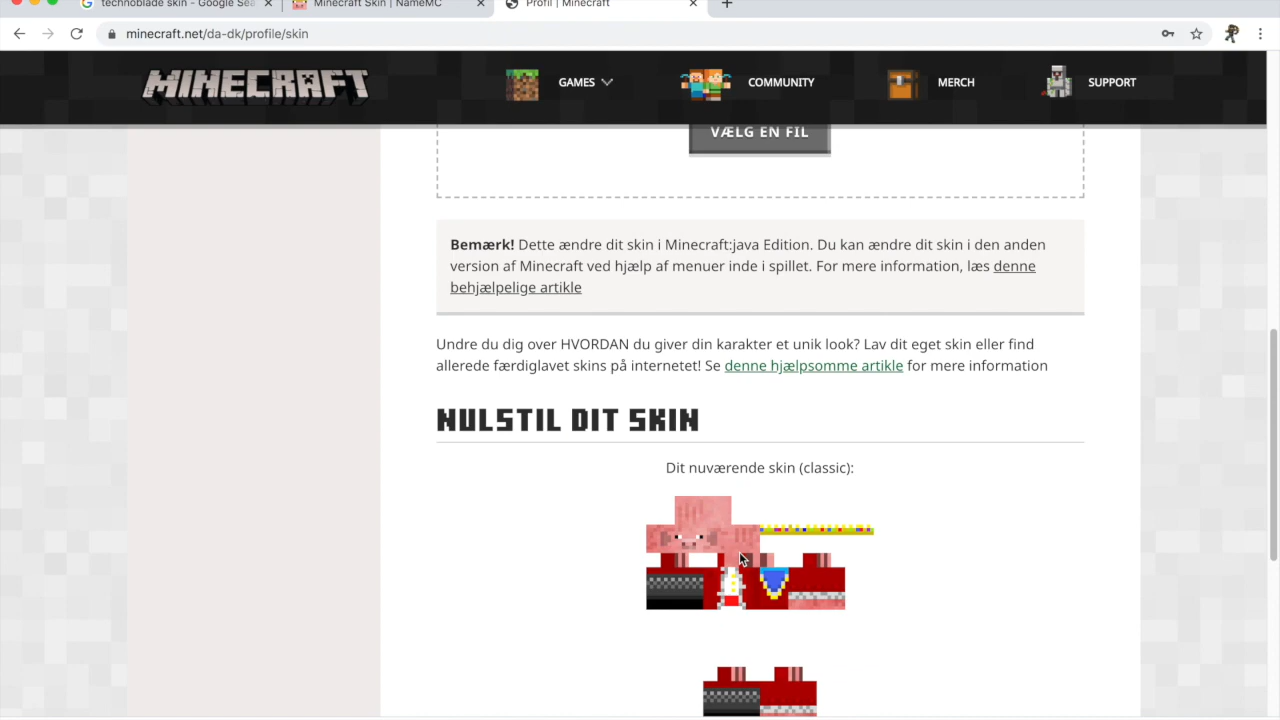 technoblade skin - Google Sea
Minecraft Skin | NameMC
Profil | Minecraft
minecraft.net/da-dk/profile/skin
MINECRAFT
GAMES
COMMUNITY
MERCH
SUPPORT
VÆLG EN FIL
Bemærk! Dette ændre dit skin i Minecraft:java Edition. Du kan ændre dit skin i den anden
version af Minecraft ved hjælp af menuer inde i spillet. For mere information, læs denne
behjælpelige artikle
Undre du dig over HVORDAN du giver din karakter et unik look? Lav dit eget skin eller find
allerede færdiglavet skins på internetet! Se denne hjælpsomme artikle for mere information
NULSTIL DIT SKIN
Dit nuværende skin (classic):